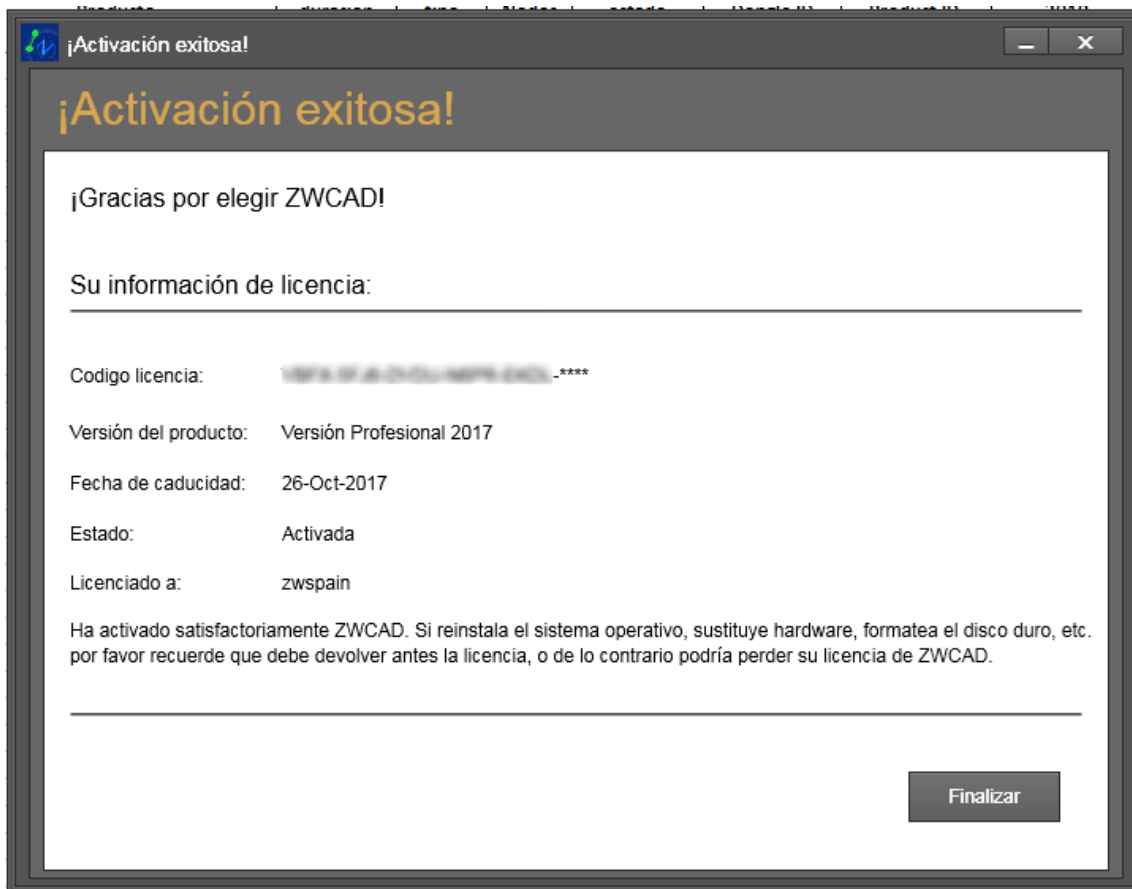 ¡Activación exitosa!
¡Activación exitosa!
¡Gracias por elegir ZWCAD!
Su información de licencia:
Codigo licencia: -****
Versión del producto: Versión Profesional 2017
Fecha de caducidad: 26-Oct-2017
Estado: Activada
Licenciado a: zwspain
Ha activado satisfactoriamente ZWCAD. Si reinstala el sistema operativo, sustituye hardware, formatea el disco duro, etc.
por favor recuerde que debe devolver antes la licencia, o de lo contrario podría perder su licencia de ZWCAD.
Finalizar